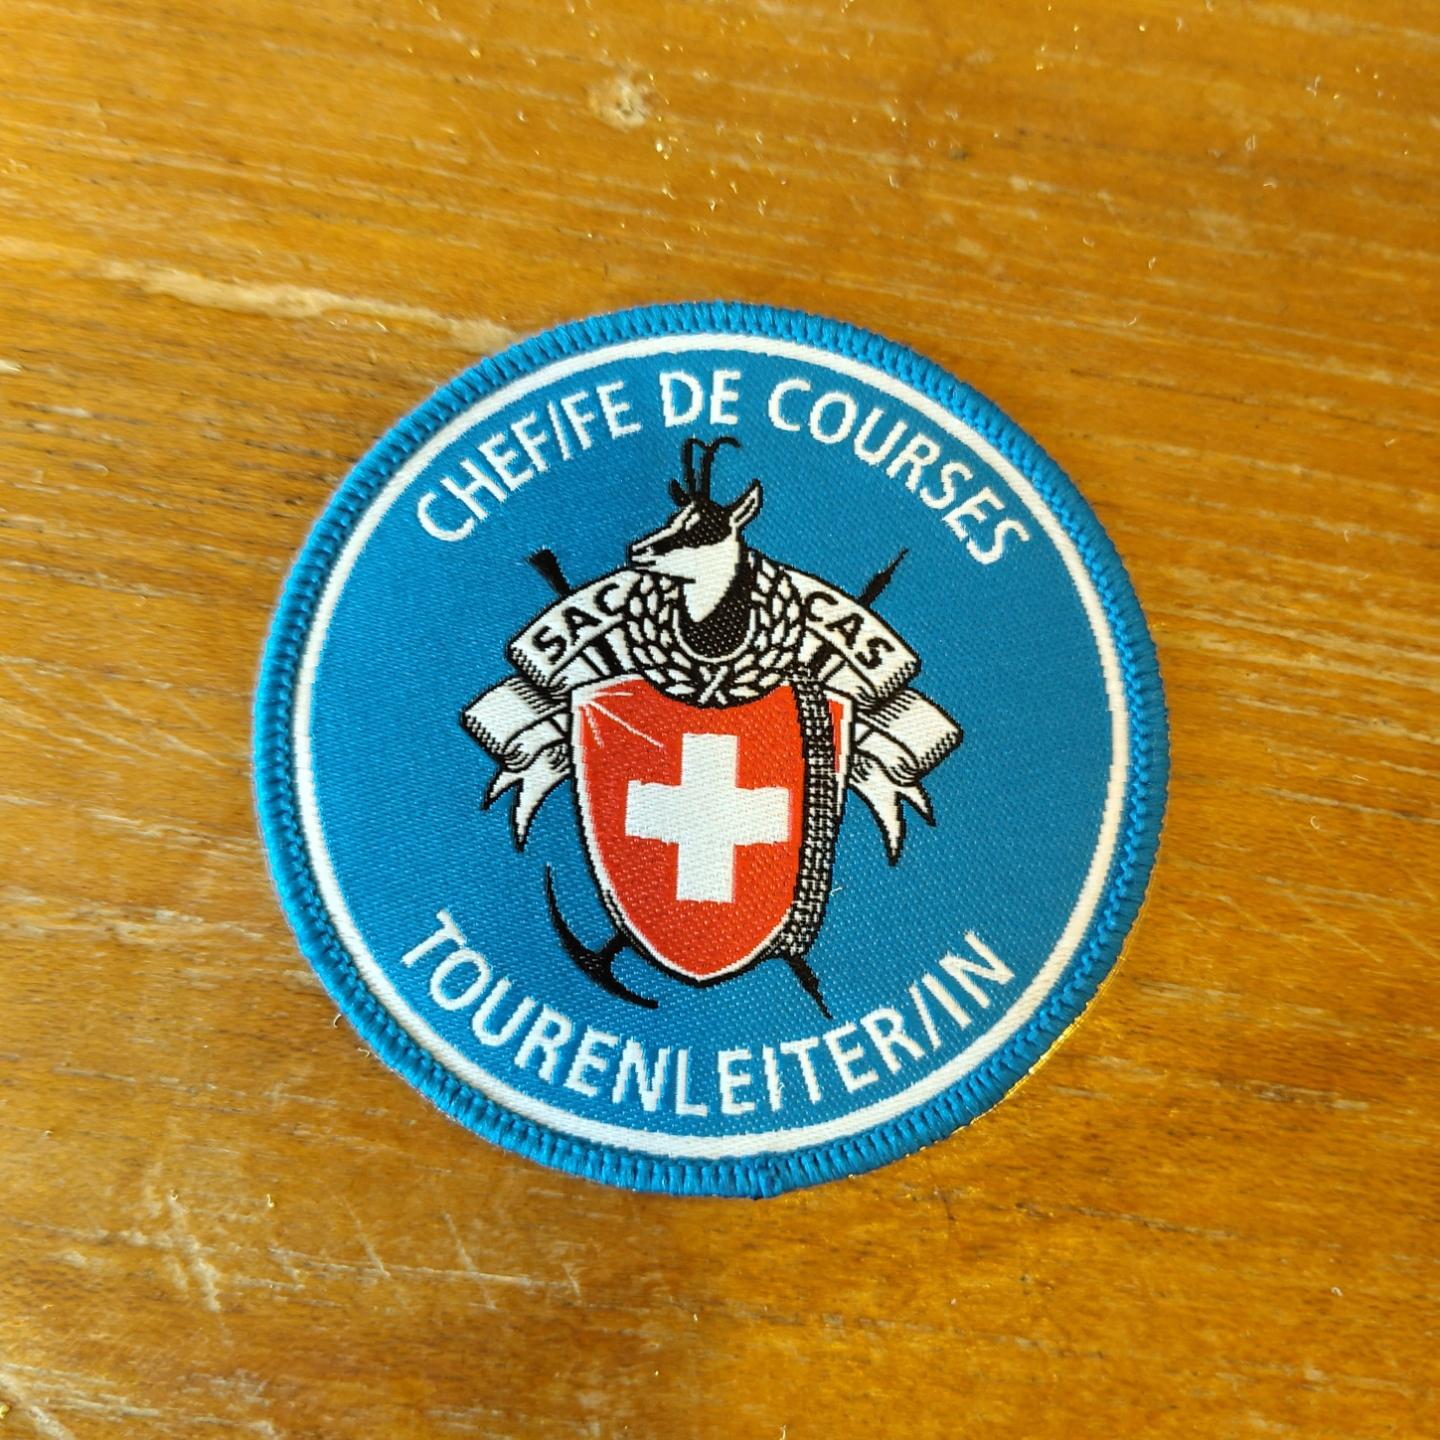 CHEF/FE DE COURSES
SAC CAS
TOURENLEITER/IN